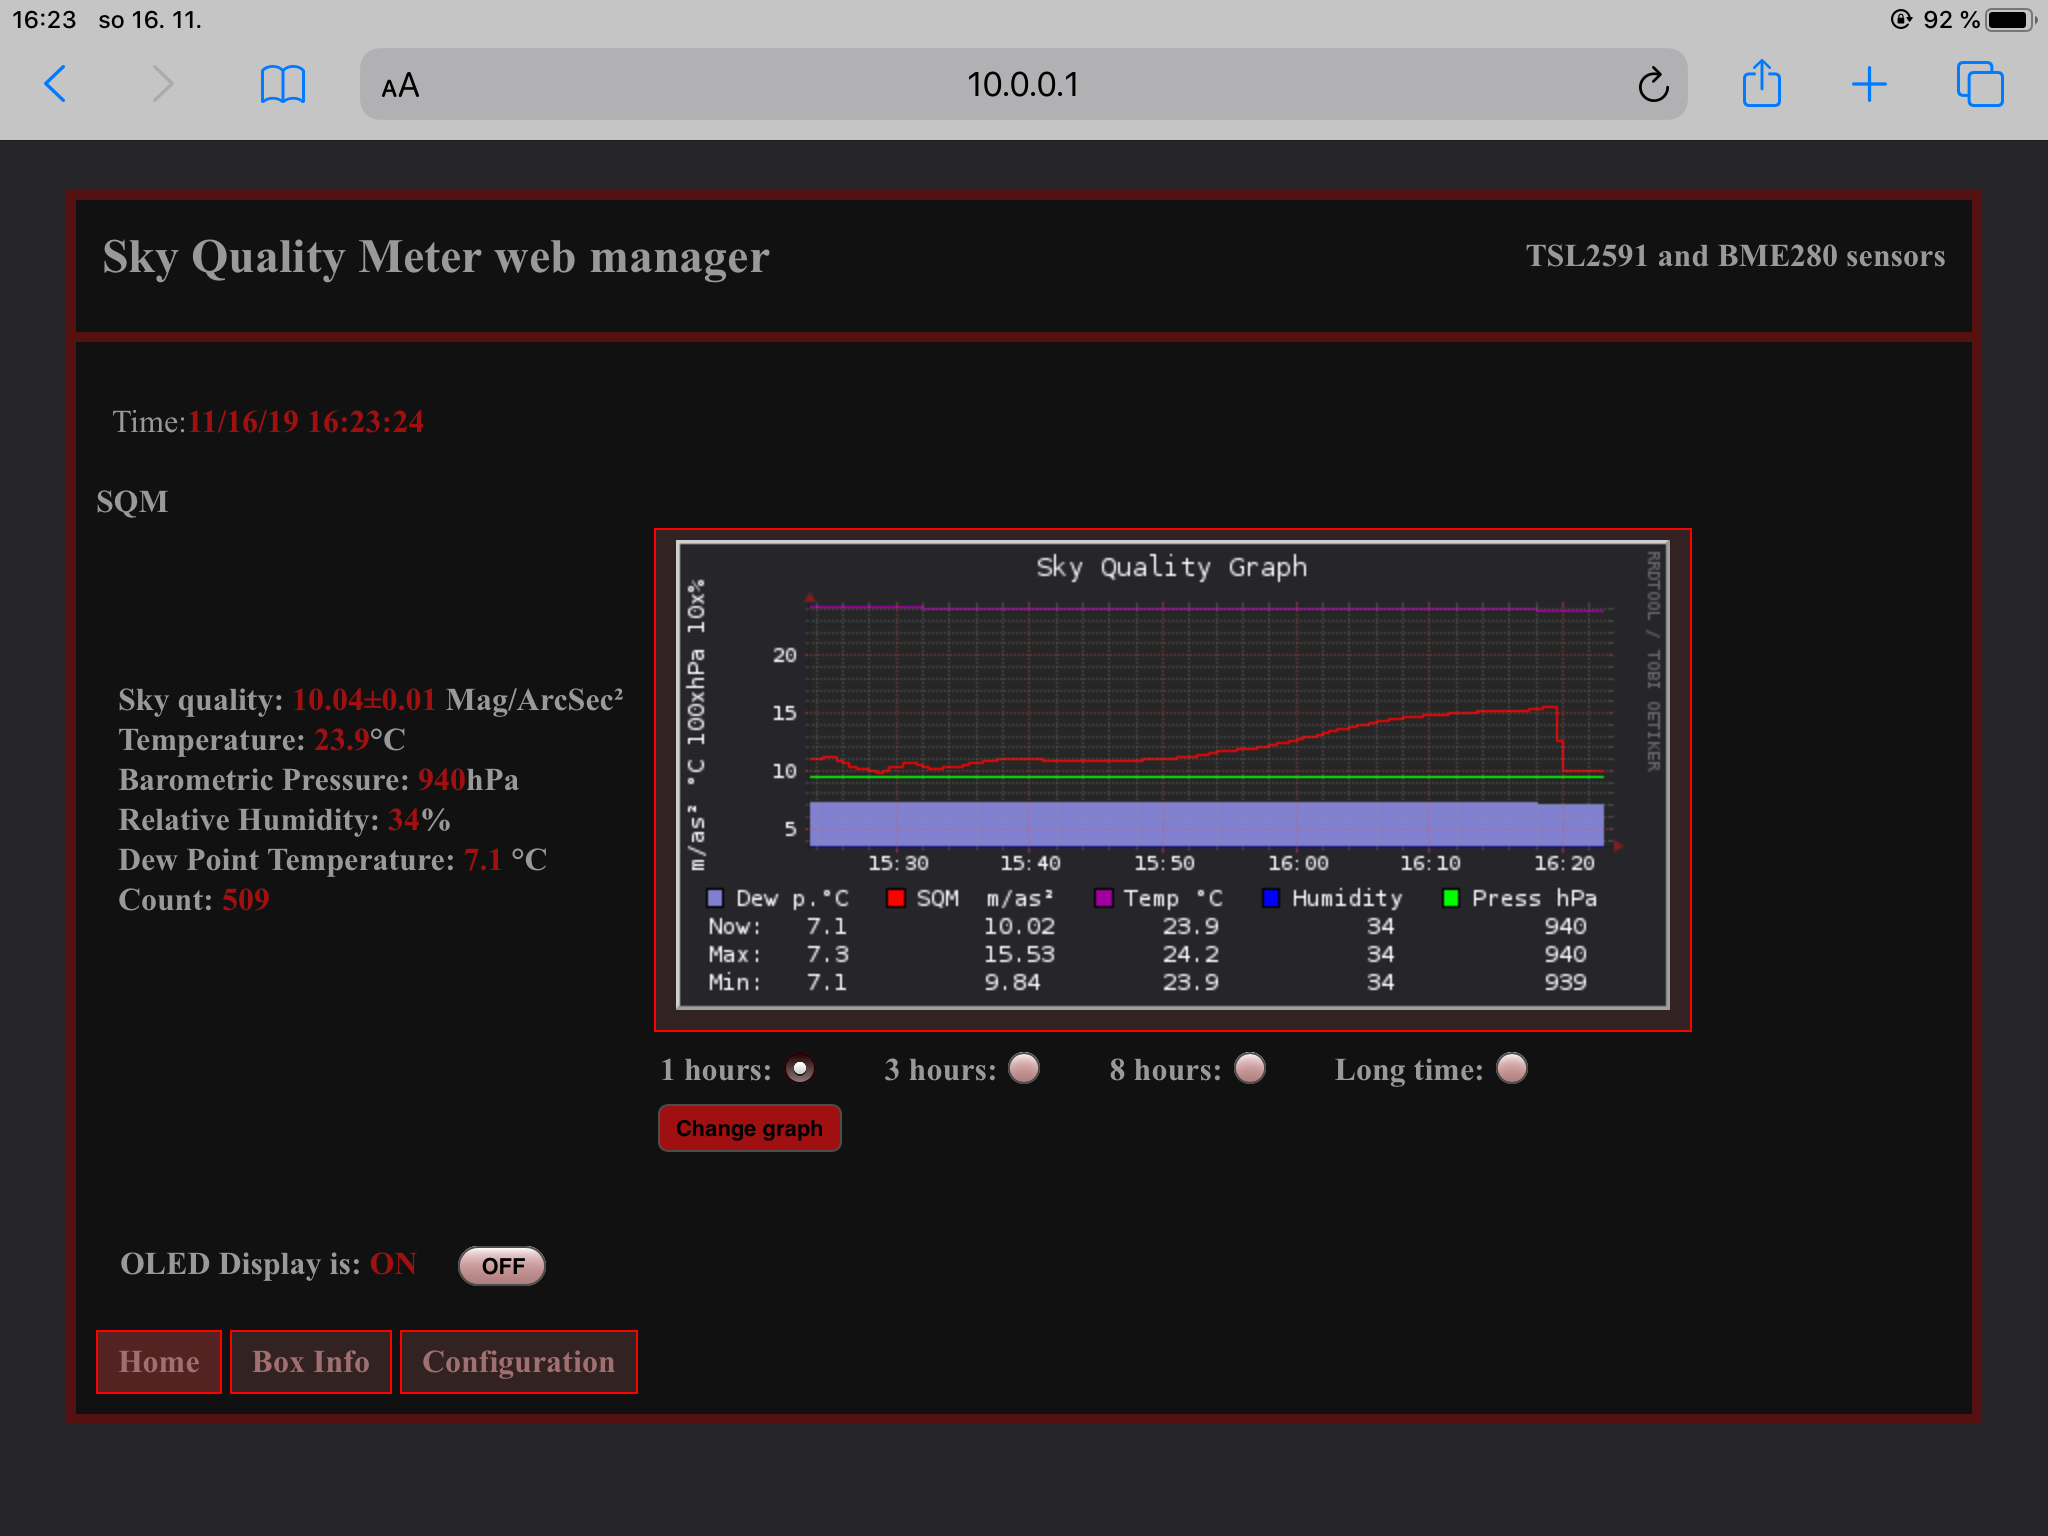 16:23 so 16. 11. 92 %
AA 10.0.0.1
Sky Quality Meter web manager
TSL2591 and BME280 sensors
Time:11/16/19 16:23:24
SQM
Sky quality: 10.04±0.01 Mag/ArcSec²
Temperature: 23.9°C
Barometric Pressure: 940hPa
Relative Humidity: 34%
Dew Point Temperature: 7.1 °C
Count: 509
Sky Quality Graph
m/as² °C 100xhPa 10x%
RRDTOOL / TOBI OETIKER
20
15
10
5
15:30 15:40 15:50 16:00 16:10 16:20
Dew p.°C SQM m/as² Temp °C Humidity Press hPa
Now: 7.1 10.02 23.9 34 940
Max: 7.3 15.53 24.2 34 940
Min: 7.1 9.84 23.9 34 939
1 hours: 3 hours: 8 hours: Long time:
Change graph
OLED Display is: ON OFF
Home Box Info Configuration